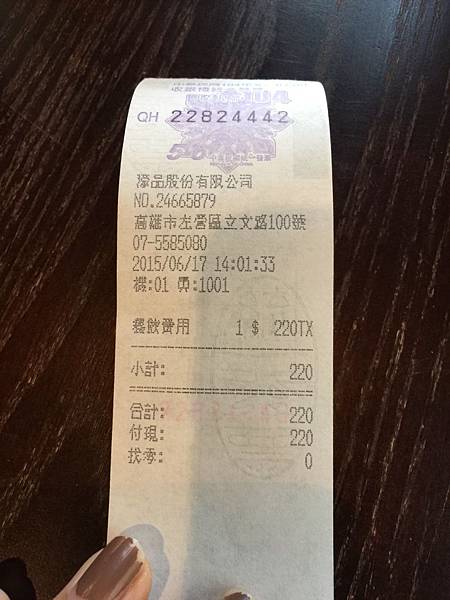 QH 22824442
濠品股份有限公司
NO.24665879
高雄市左營區立文路100號
07-5585080
2015/06/17 14:01:33
機:01 員:1001
餐飲費用 1 $ 220TX
小計: 220
合計: 220
付現: 220
找零: 0